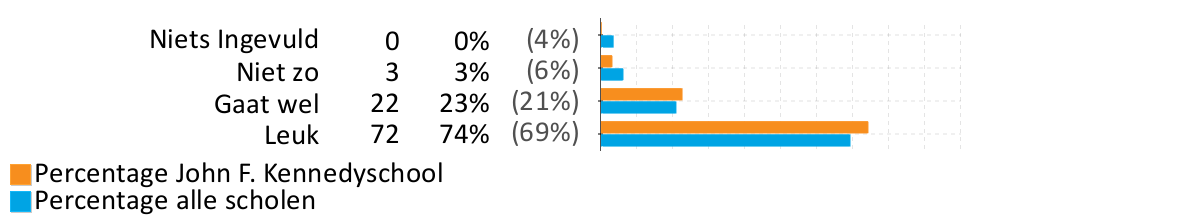 Niets Ingevuld 0 0% (4%)
Niet zo 3 3% (6%)
Gaat wel 22 23% (21%)
Leuk 72 74% (69%)
Percentage John F. Kennedyschool
Percentage alle scholen